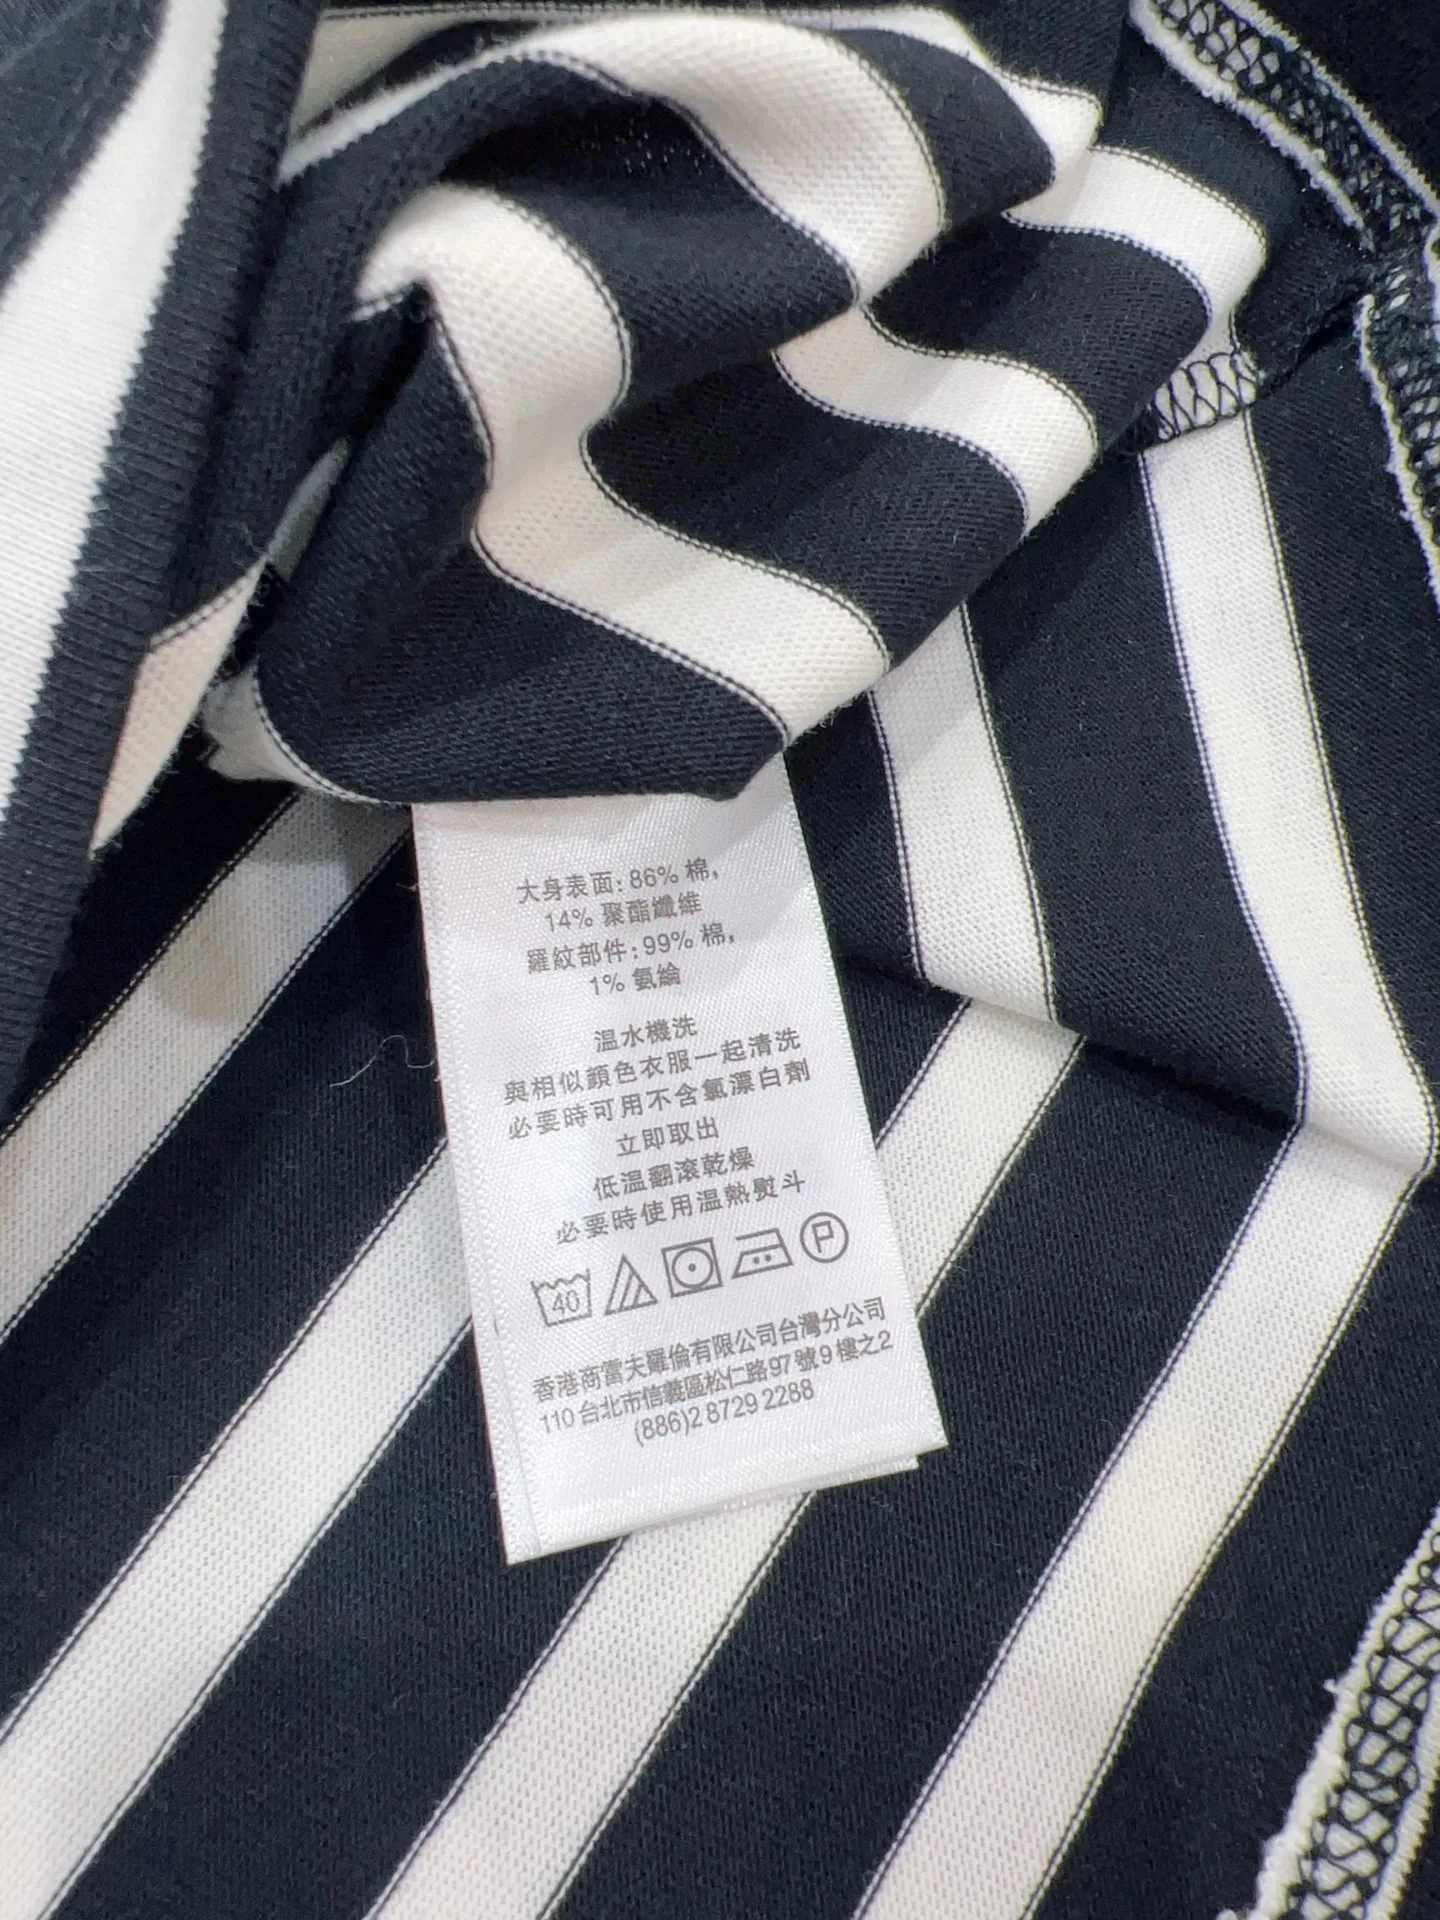 大身表面: 86% 棉,
14% 聚酯纖維
羅紋部件: 99% 棉,
1% 氨綸
温水機洗
與相似顏色衣服一起清洗
必要時可用不含氯漂白劑
立即取出
低温翻滾乾燥
必要時使用温熱熨斗
40 P
香港商雷夫羅倫有限公司台灣分公司
110 台北市信義區松仁路97號9樓之2
(886)2 8729 2288